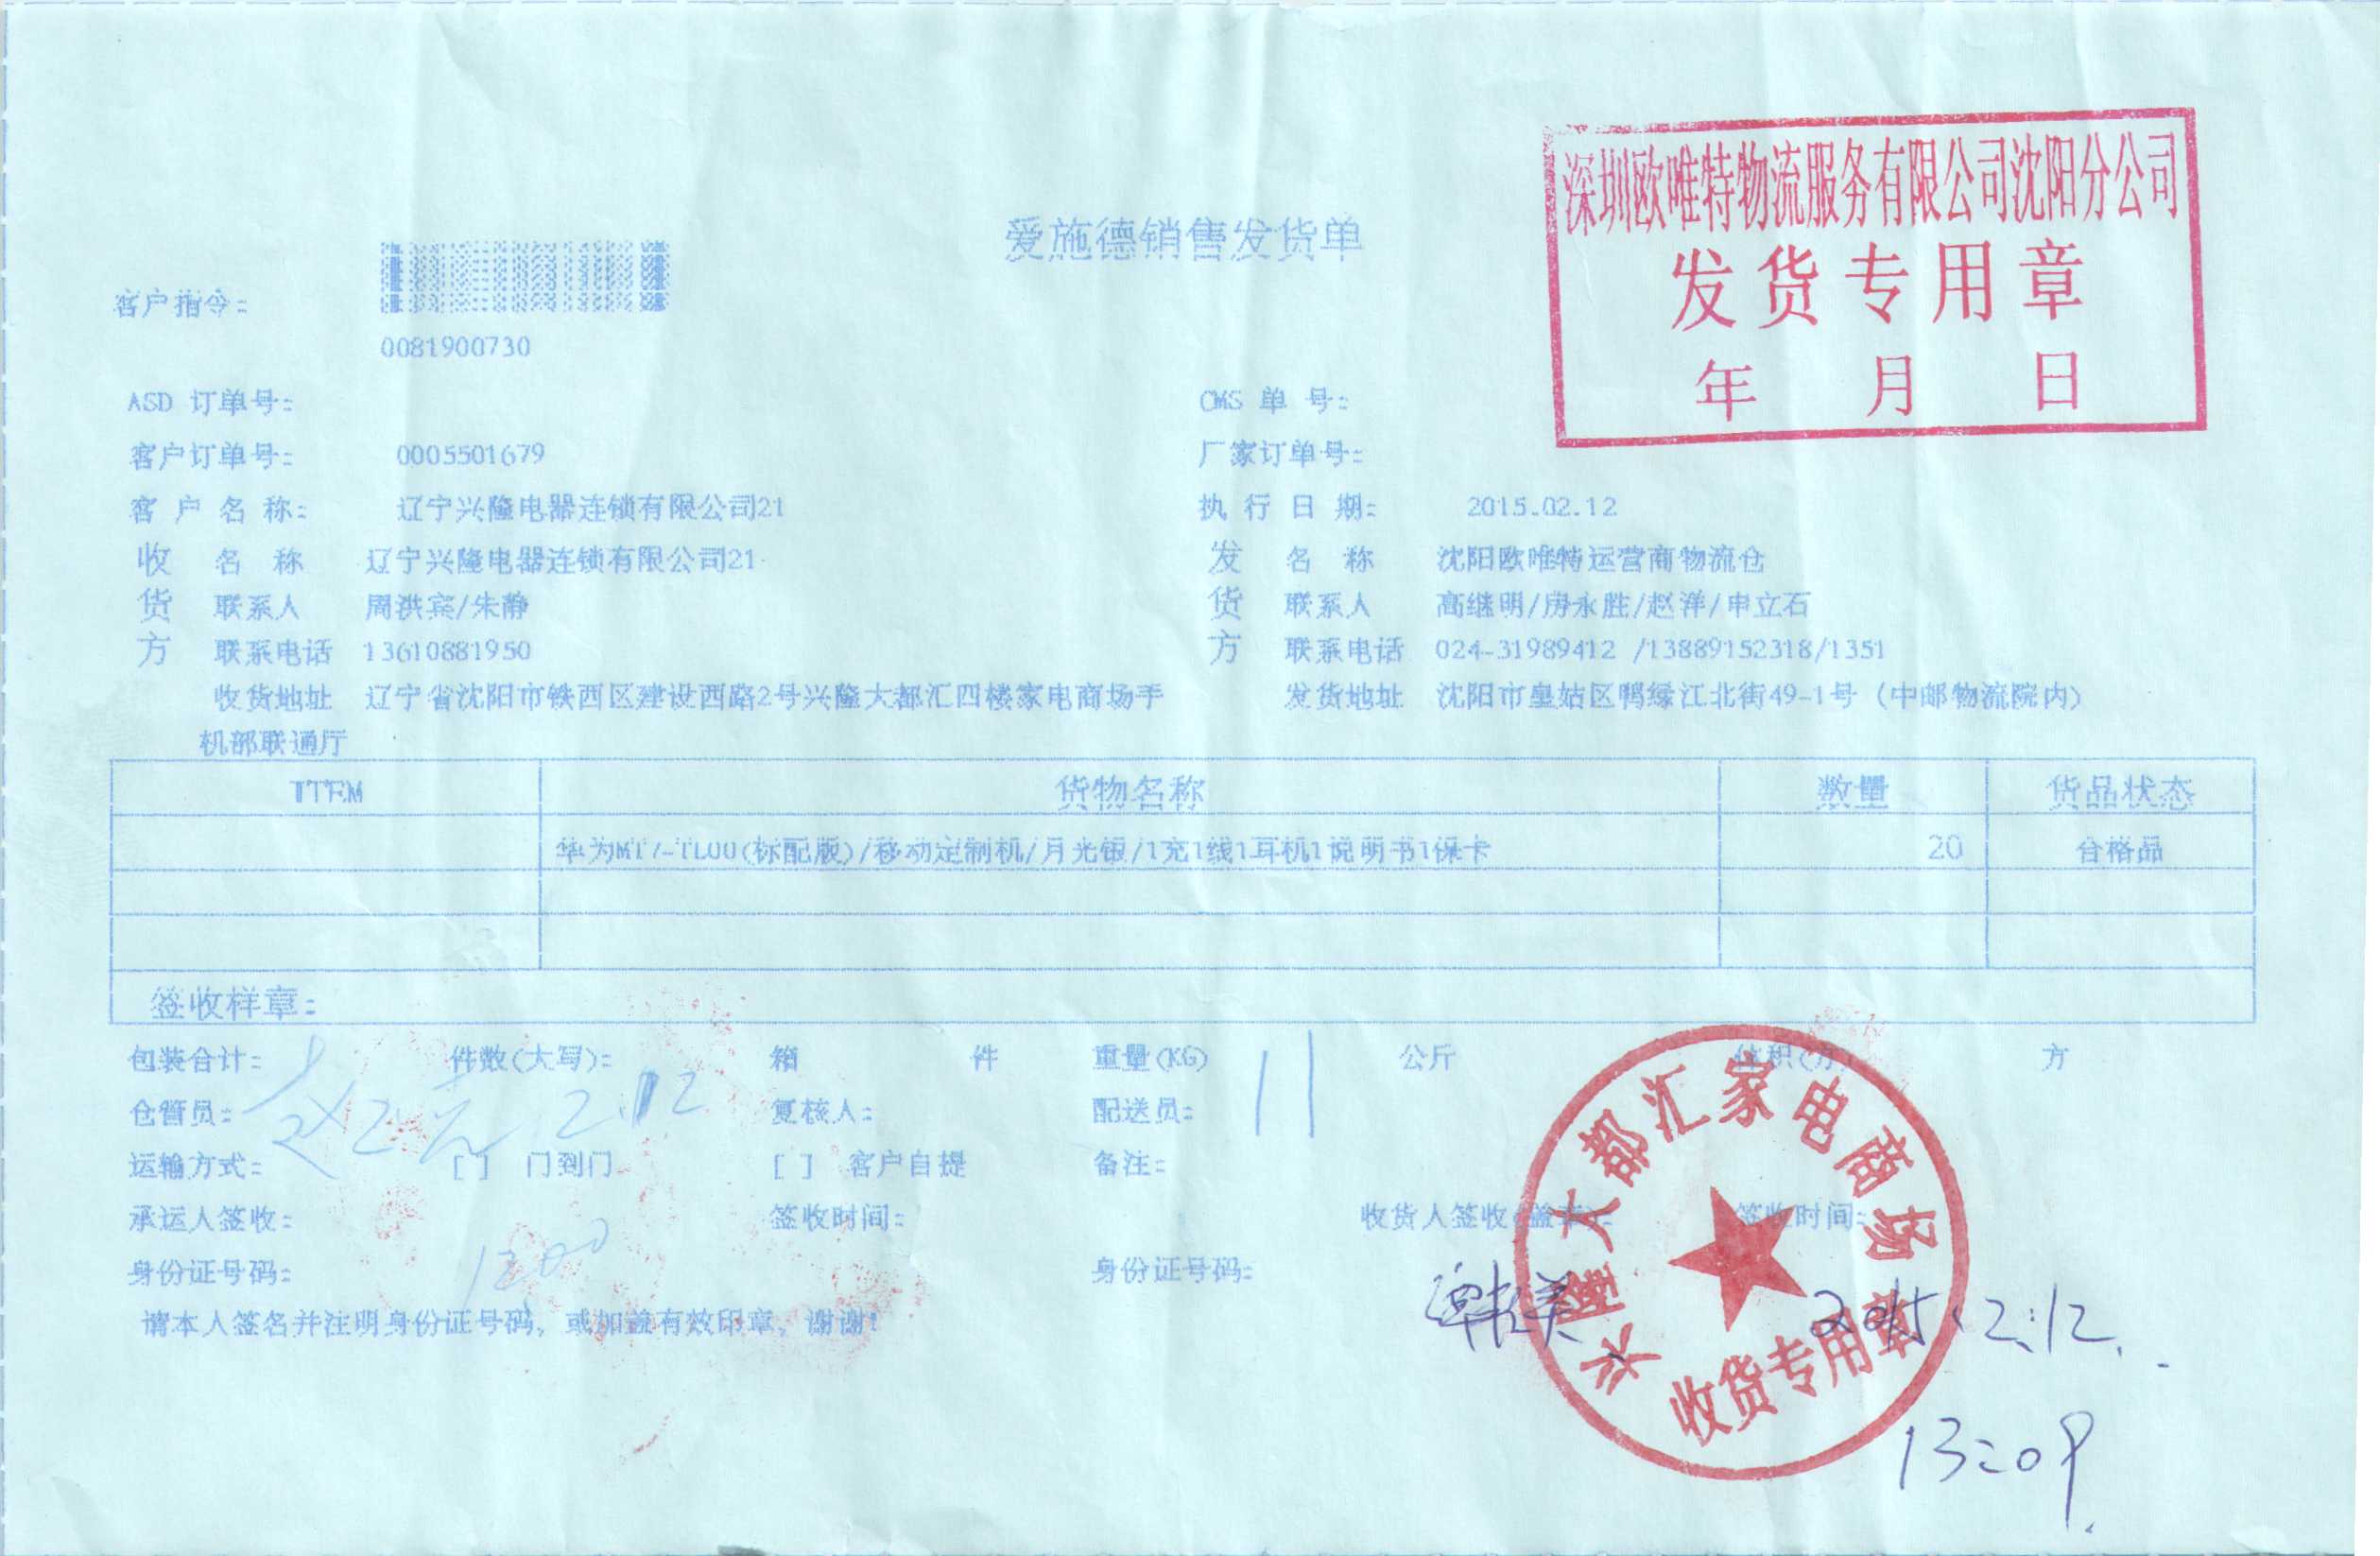 深圳欧唯特物流服务有限公司沈阳分公司
发货专用章
年 月 日
爱施德销售发货单
客户指令:
0081900730
ASD 订单号: CMS 单 号:
客户订单号: 0005501679 厂家订单号:
客 户 名 称: 辽宁兴隆电器连锁有限公司21 执 行 日 期: 2015.02.12
收 名 称 辽宁兴隆电器连锁有限公司21 发 名 称 沈阳欧唯特运营商物流仓
货 联系人 周洪宾/朱静 货 联系人 高继明/房永胜/赵洋/申立石
方 联系电话 13610881950 方 联系电话 024-31989412 /13889152318/1351
收货地址 辽宁省沈阳市铁西区建设西路2号兴隆大都汇四楼家电商场手 发货地址 沈阳市皇姑区鸭绿江北街49-1号 (中邮物流院内)
机部联通厅
ITEM 货物名称 数量 货品状态
华为MT7-TL00(标配版)/移动定制机/月光银/1充1线1耳机1说明书1保卡 20 合格品
签收样章:
包装合计: 件数(大写): 箱 件 重量(KG) 11 公斤 体积(方) 方
仓管员: 2.12 复核人: 配送员:
运输方式: [ ] 门到门 [ ] 客户自提 备注:
承运人签收: 签收时间: 收货人签收(盖章): 签收时间:
身份证号码: 1200 身份证号码:
请本人签名并注明身份证号码, 或加盖有效印章, 谢谢!
兴隆大都汇家电商场
收货专用章
2015.2.12.
13:09